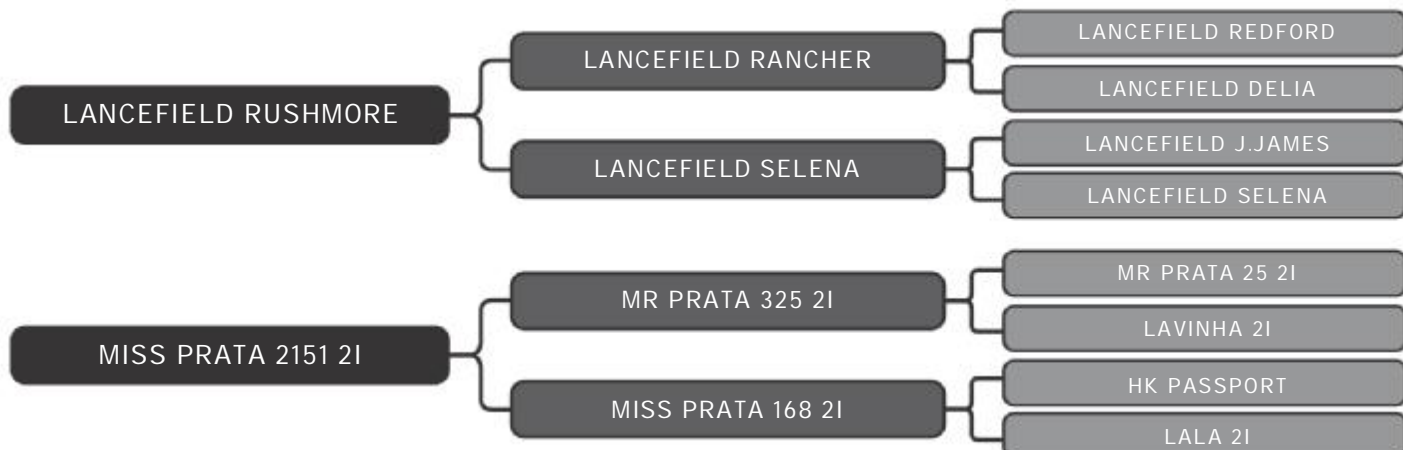 LANCEFIELD REDFORD
LANCEFIELD RANCHER
LANCEFIELD DELIA
LANCEFIELD RUSHMORE
LANCEFIELD J.JAMES
LANCEFIELD SELENA
LANCEFIELD SELENA
MR PRATA 25 2I
MR PRATA 325 2I
LAVINHA 2I
MISS PRATA 2151 2I
HK PASSPORT
MISS PRATA 168 2I
LALA 2I